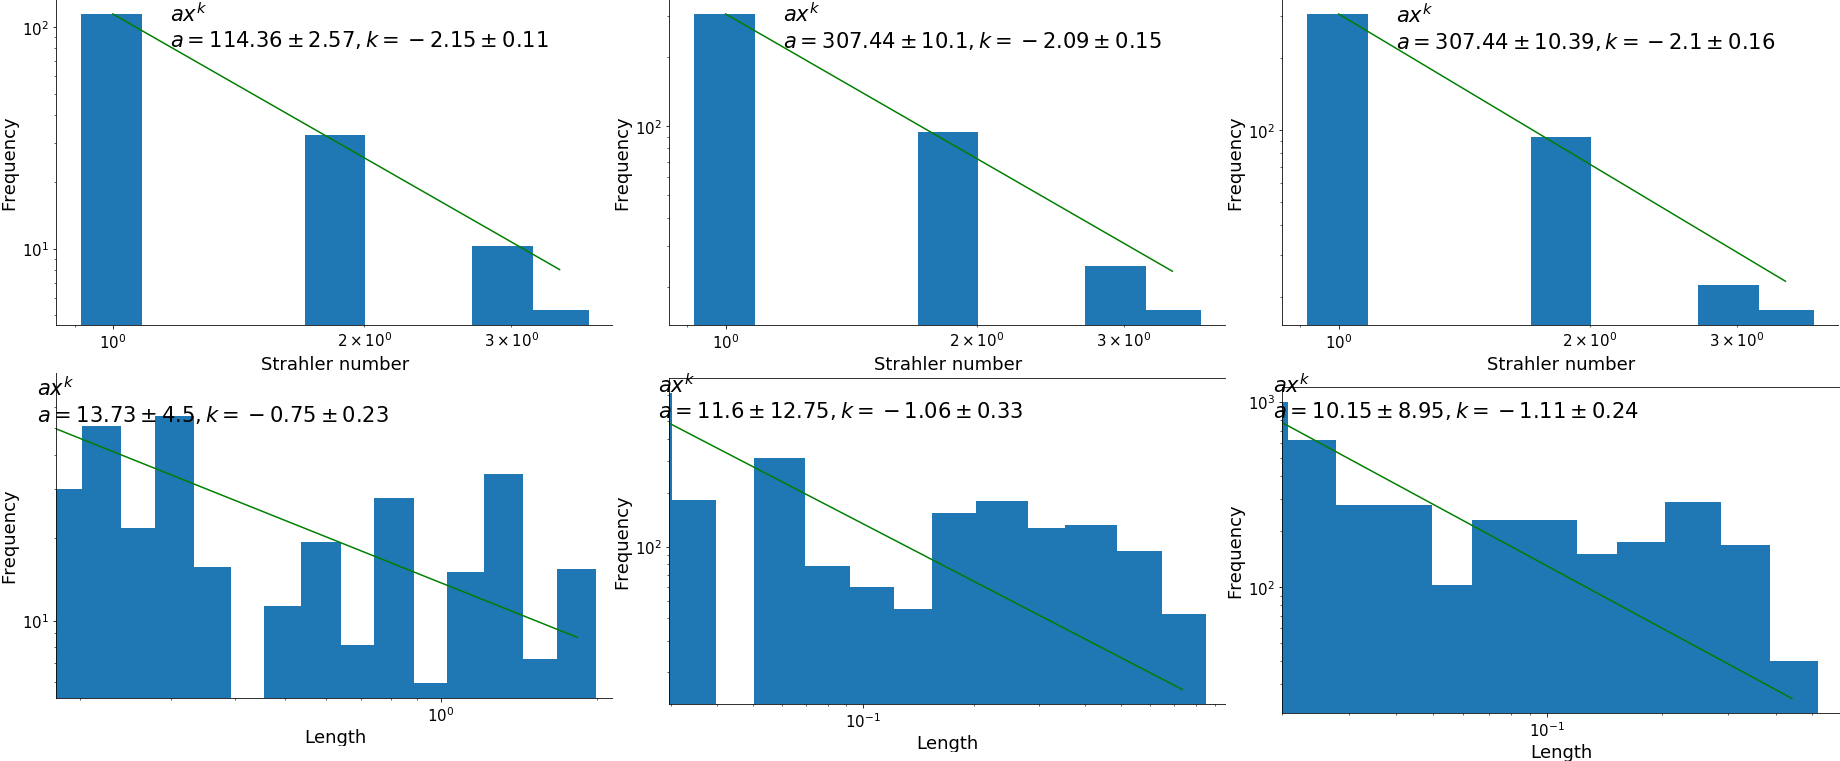 ax^k
a = 114.36 ± 2.57, k = −2.15 ± 0.11
10^2
10^1
Frequency
10^0
2 × 10^0
3 × 10^0
Strahler number
ax^k
a = 307.44 ± 10.1, k = −2.09 ± 0.15
10^2
Frequency
10^0
2 × 10^0
3 × 10^0
Strahler number
ax^k
a = 307.44 ± 10.39, k = −2.1 ± 0.16
10^2
Frequency
10^0
2 × 10^0
3 × 10^0
Strahler number
ax^k
a = 13.73 ± 4.5, k = −0.75 ± 0.23
10^1
Frequency
10^0
Length
ax^k
a = 11.6 ± 12.75, k = −1.06 ± 0.33
10^2
Frequency
10^−1
Length
ax^k
a = 10.15 ± 8.95, k = −1.11 ± 0.24
10^3
10^2
Frequency
10^−1
Length